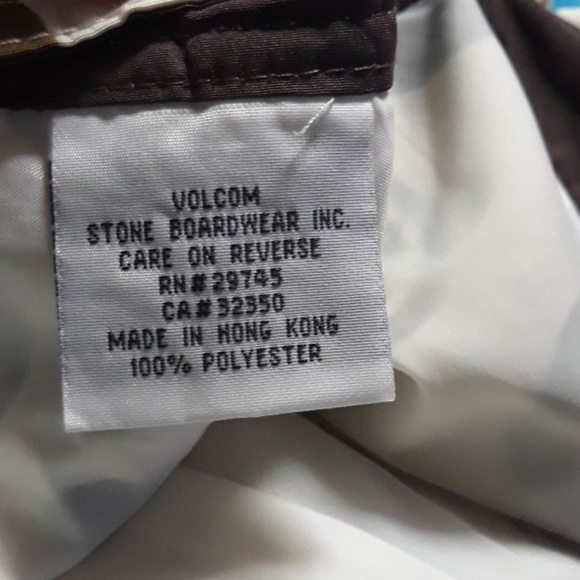 VOLCOM
STONE BOARDWEAR INC.
CARE ON REVERSE
RN#29745
CA#32350
MADE IN HONG KONG
100% POLYESTER